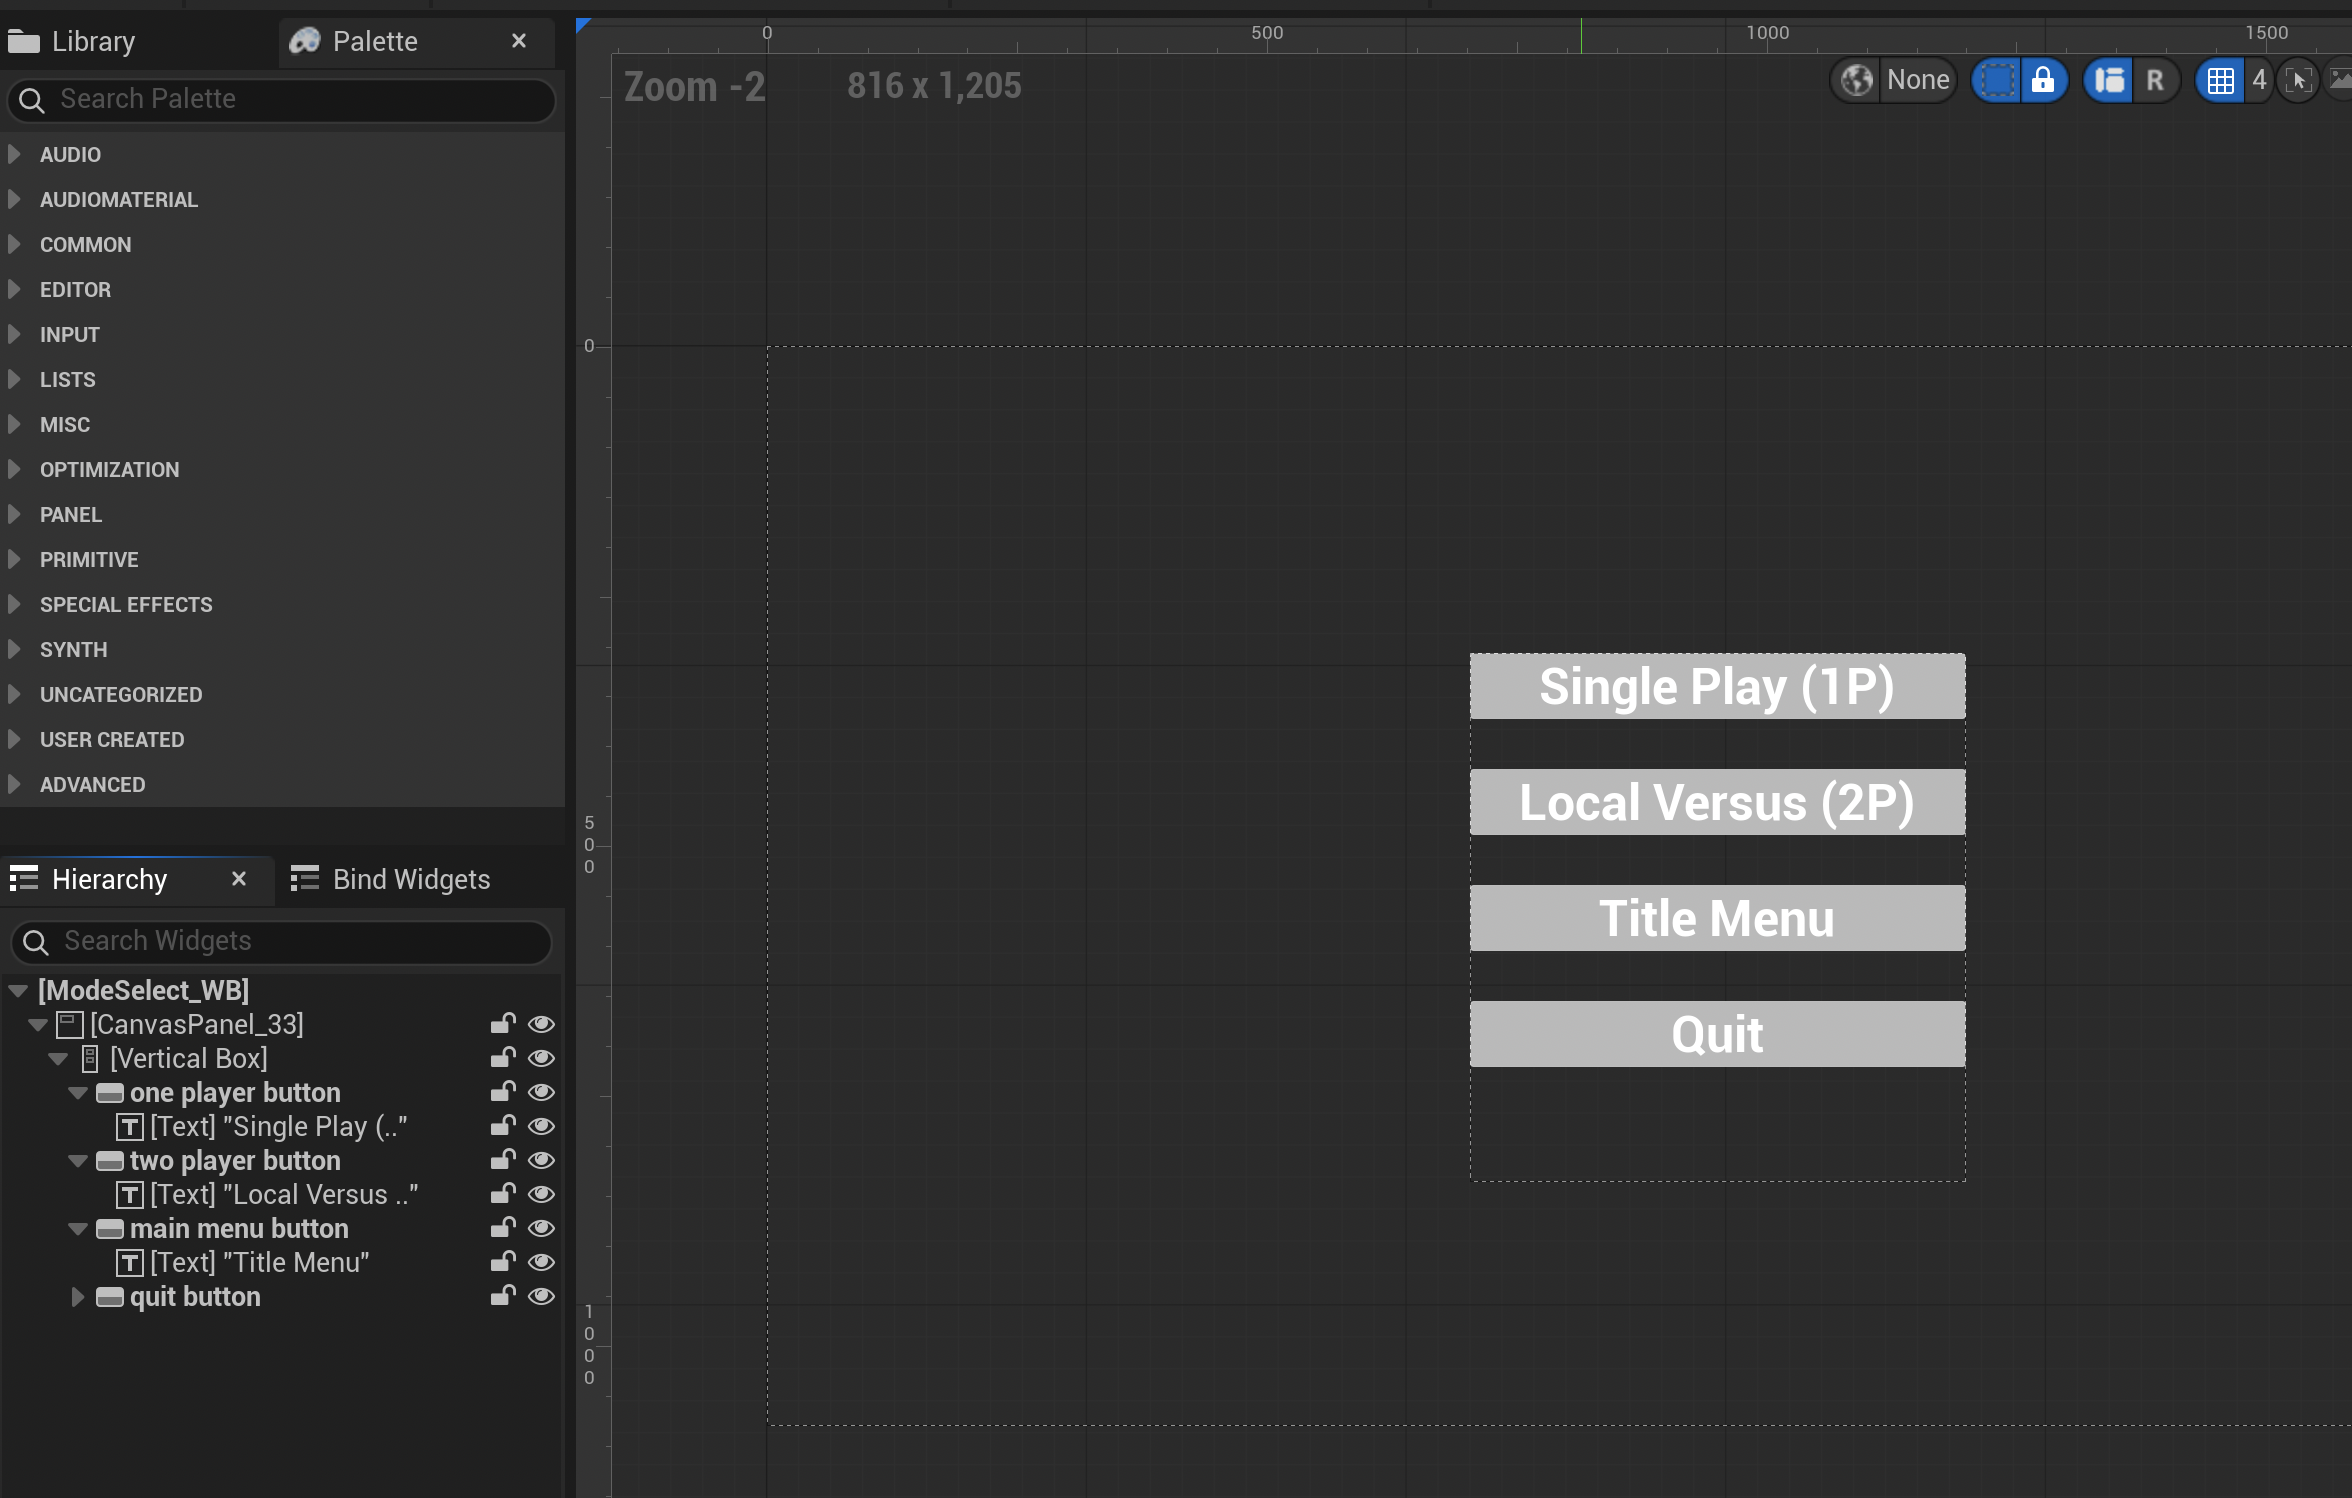 Library
Palette
Search Palette
AUDIO
AUDIOMATERIAL
COMMON
EDITOR
INPUT
LISTS
MISC
OPTIMIZATION
PANEL
PRIMITIVE
SPECIAL EFFECTS
SYNTH
UNCATEGORIZED
USER CREATED
ADVANCED
Hierarchy
Bind Widgets
Search Widgets
[ModeSelect_WB]
[CanvasPanel_33]
[Vertical Box]
one player button
T [Text] "Single Play (.."
two player button
T [Text] "Local Versus .."
main menu button
T [Text] "Title Menu"
quit button
0 500 1000 1500
Zoom -2 816 x 1,205
None R 4
0
500
1000
Single Play (1P)
Local Versus (2P)
Title Menu
Quit